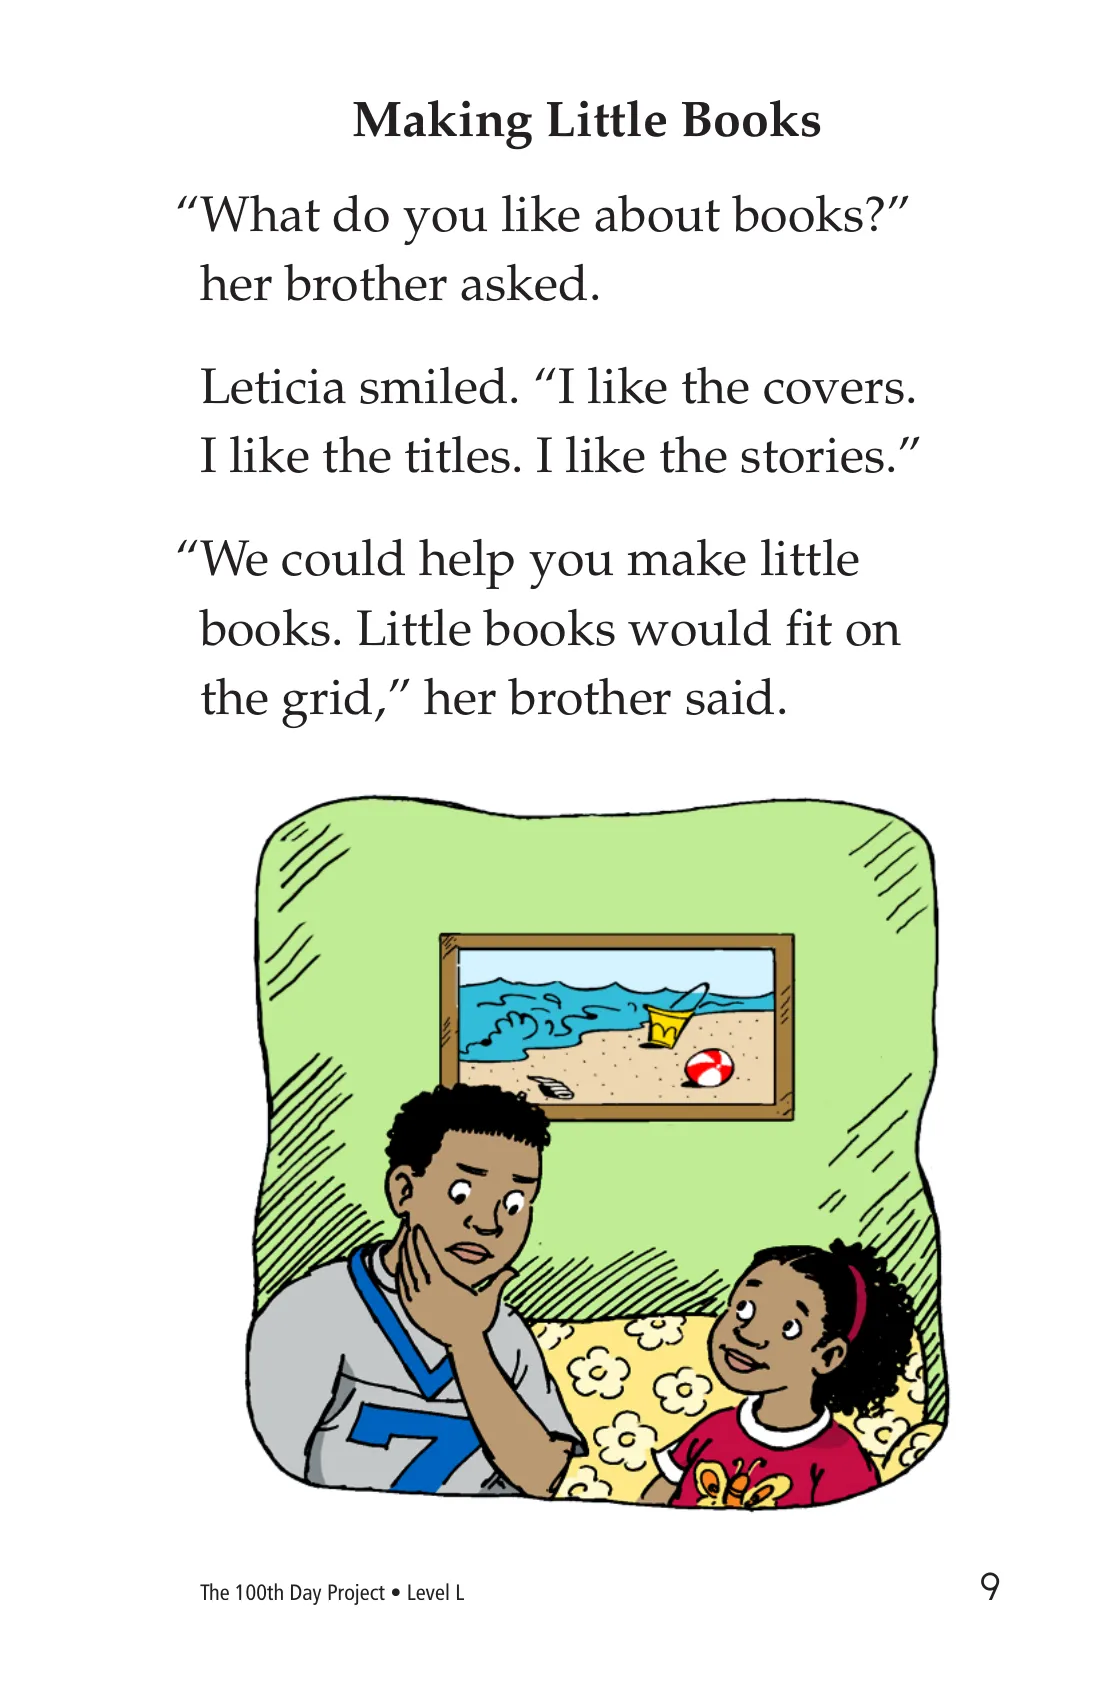 Making Little Books
“What do you like about books?”
her brother asked.
Leticia smiled. “I like the covers.
I like the titles. I like the stories.”
“We could help you make little
books. Little books would fit on
the grid,” her brother said.
7
The 100th Day Project • Level L
9